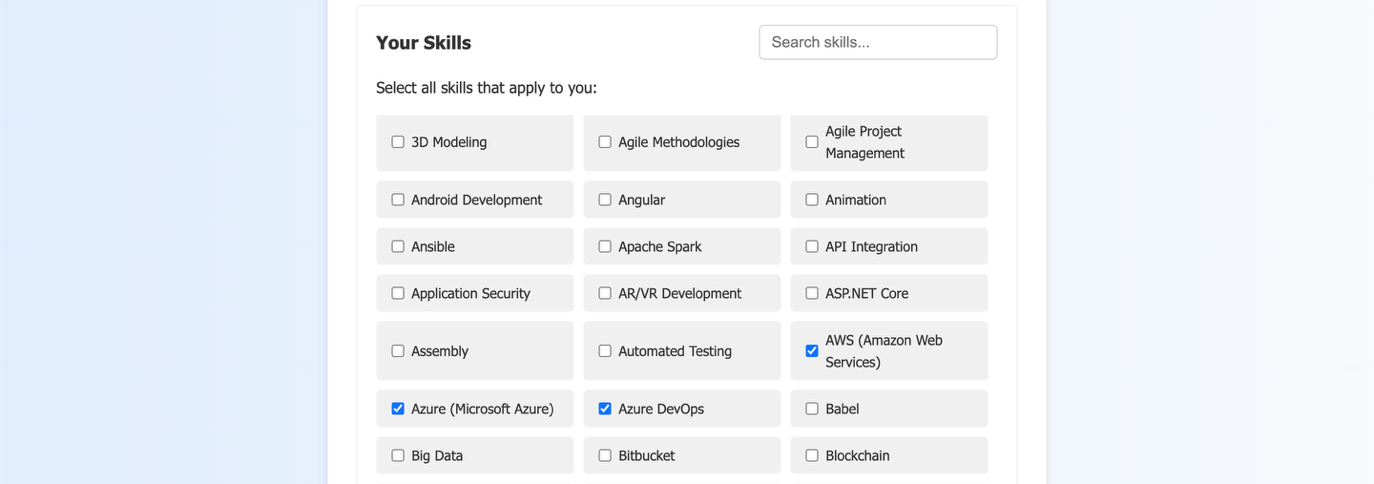 Your Skills
Search skills...
Select all skills that apply to you:
3D Modeling
Agile Methodologies
Agile Project
Management
Android Development
Angular
Animation
Ansible
Apache Spark
API Integration
Application Security
AR/VR Development
ASP.NET Core
Assembly
Automated Testing
AWS (Amazon Web
Services)
Azure (Microsoft Azure)
Azure DevOps
Babel
Big Data
Bitbucket
Blockchain